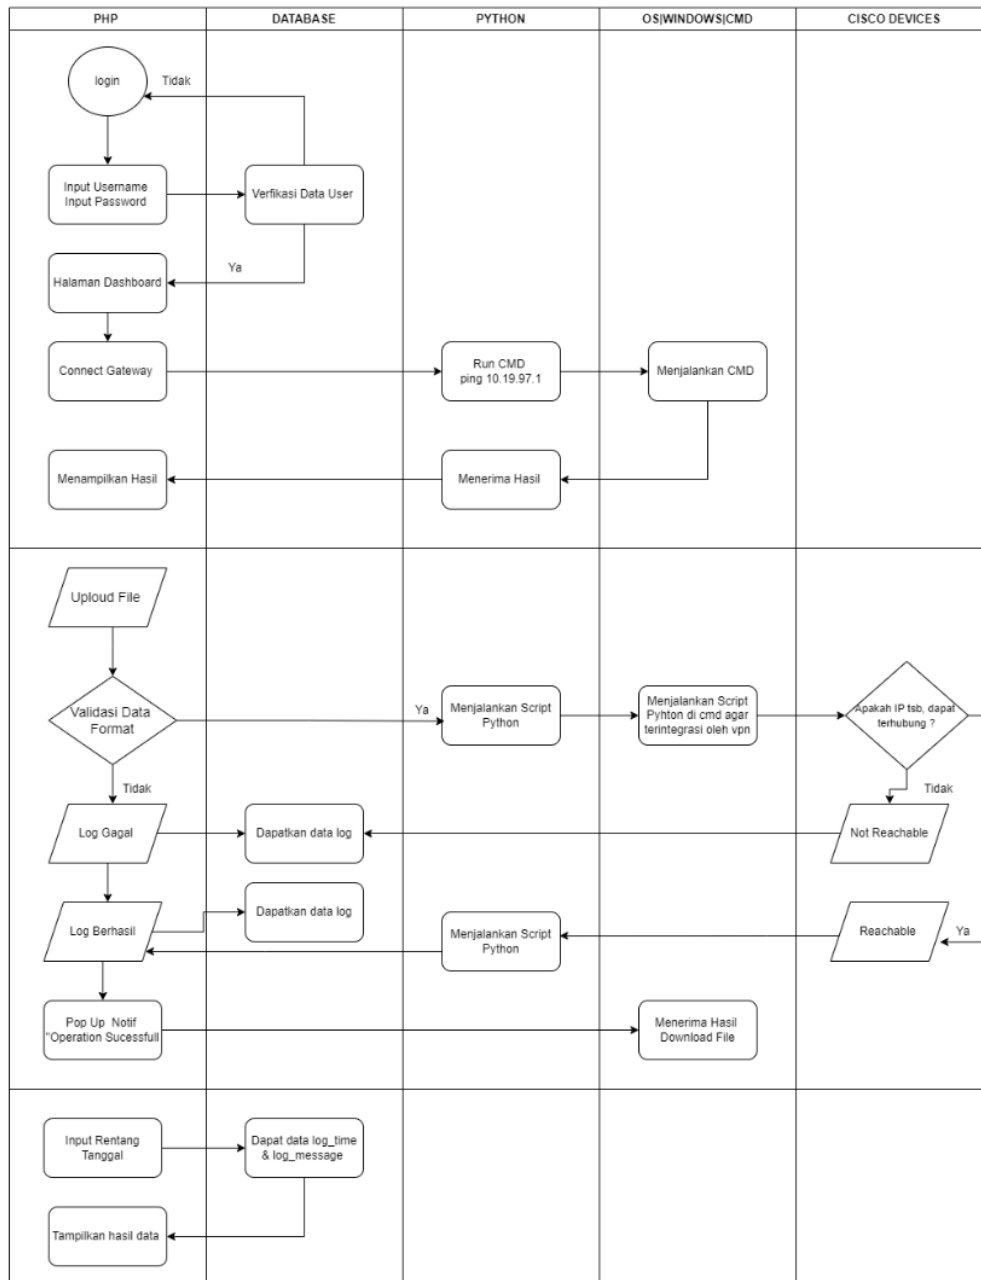 PHP
DATABASE
PYTHON
OS|WINDOWS|CMD
CISCO DEVICES
login
Tidak
Input Username
Input Password
Verfikasi Data User
Ya
Halaman Dashboard
Connect Gateway
Run CMD
ping 10.19.97.1
Menjalankan CMD
Menampilkan Hasil
Menerima Hasil
Uploud File
Validasi Data
Format
Ya
Menjalankan Script
Python
Menjalankan Script
Pyhton di cmd agar
terintegrasi oleh vpn
Apakah IP tsb, dapat
terhubung ?
Tidak
Tidak
Log Gagal
Dapatkan data log
Not Reachable
Log Berhasil
Dapatkan data log
Menjalankan Script
Python
Reachable
Ya
Pop Up Notif
"Operation Sucessfull
Menerima Hasil
Download File
Input Rentang
Tanggal
Dapat data log_time
& log_message
Tampilkan hasil data